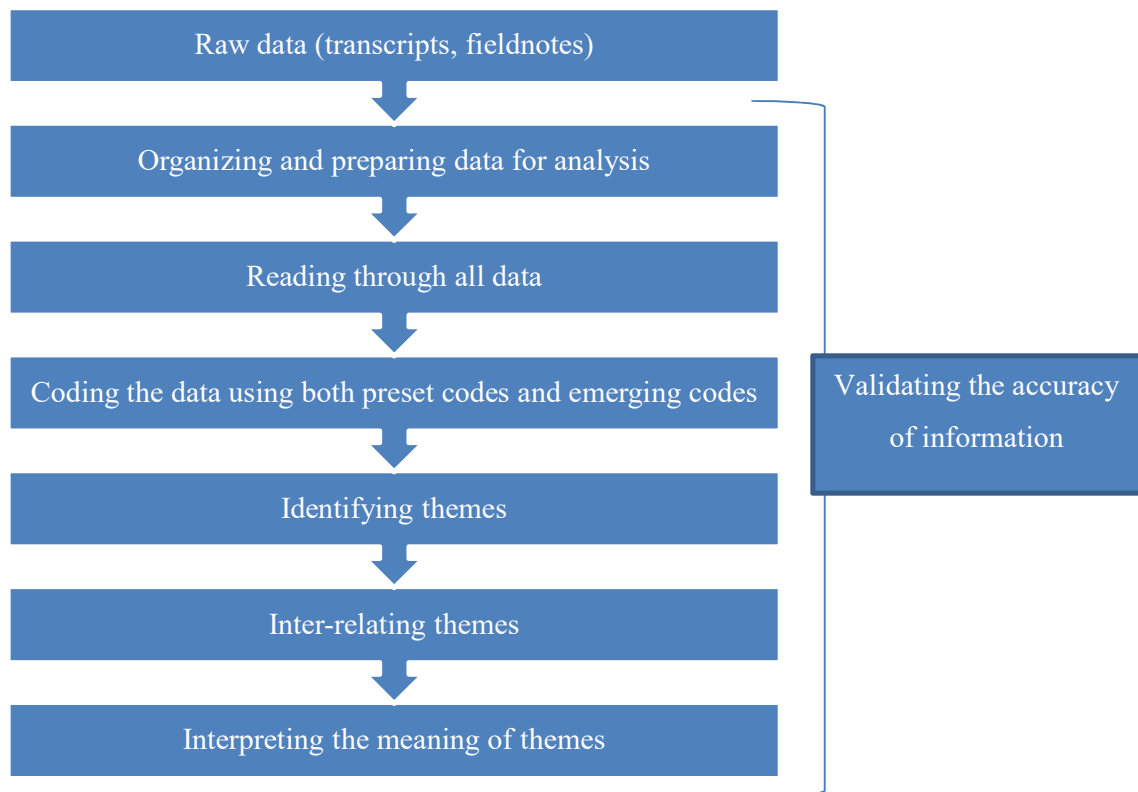 Raw data (transcripts, fieldnotes)
Organizing and preparing data for analysis
Reading through all data
Coding the data using both preset codes and emerging codes
Identifying themes
Inter-relating themes
Interpreting the meaning of themes
Validating the accuracy
of information